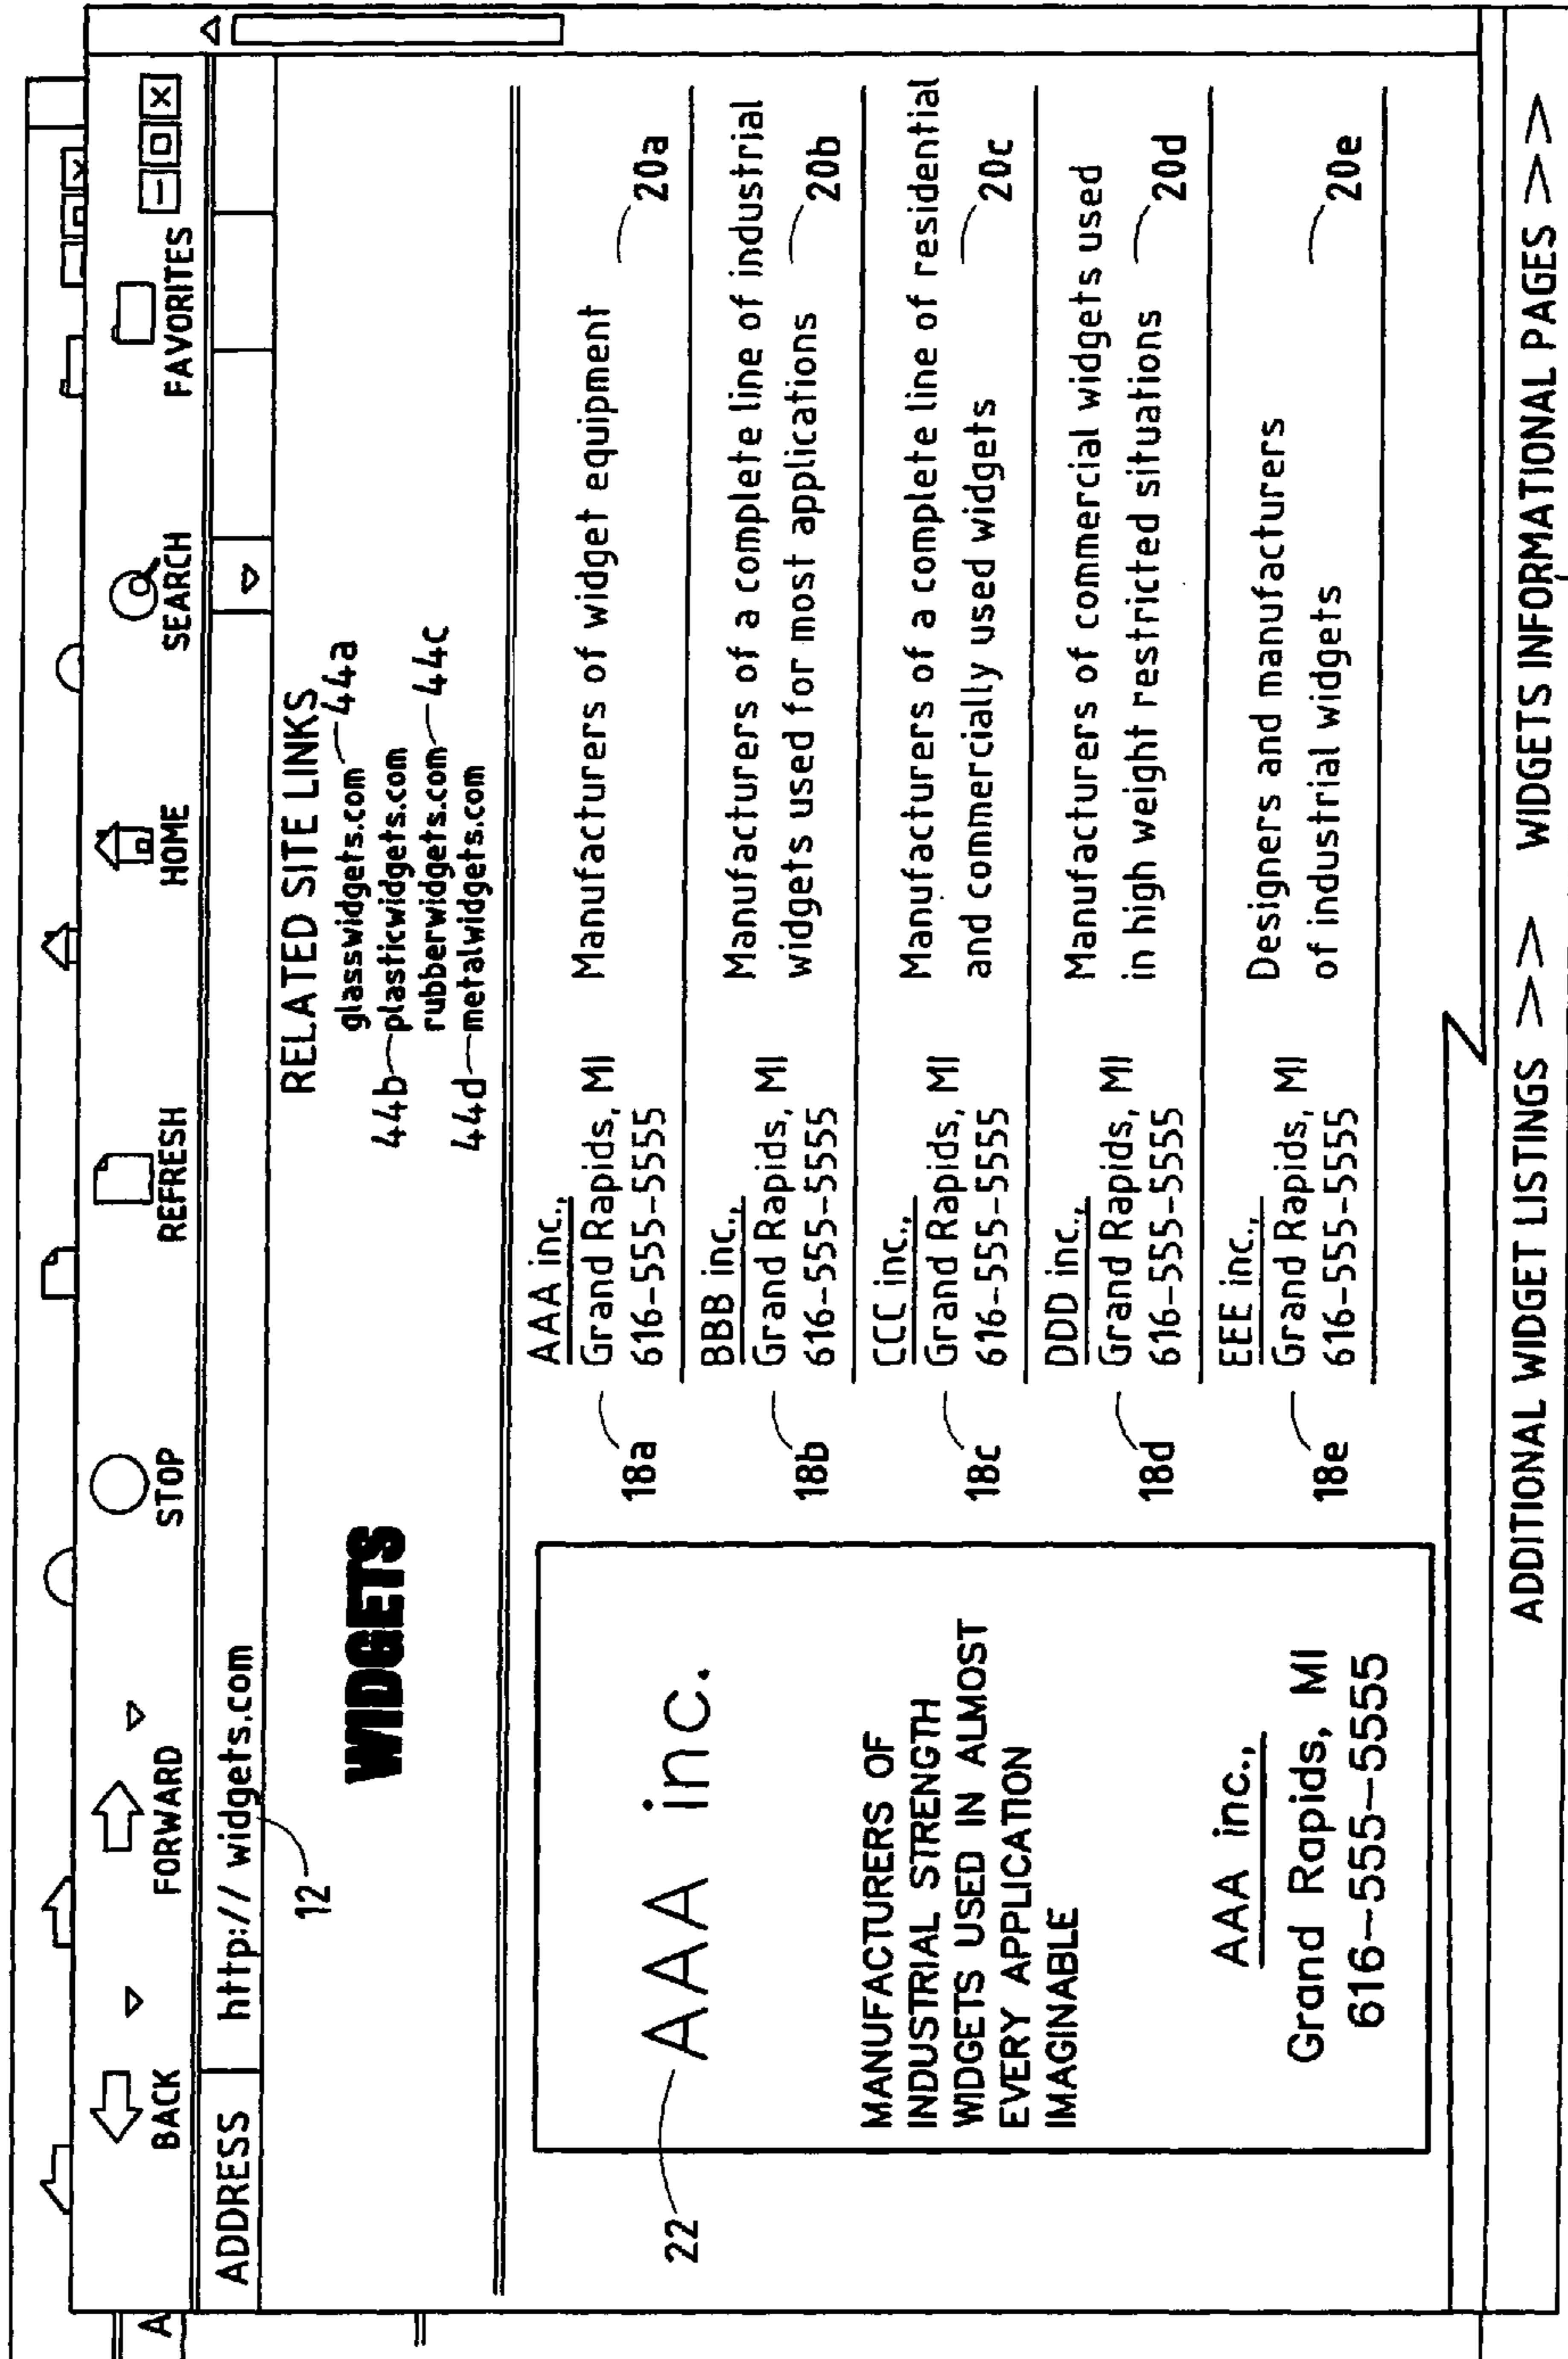 BACK
FORWARD
STOP
REFRESH
HOME
SEARCH
FAVORITES
A
ADDRESS
http:// widgets.com
12
WIDGETS
RELATED SITE LINKS
glasswidgets.com 44a
44b plasticwidgets.com
rubberwidgets.com 44c
44d metalwidgets.com
22
AAA inc.
MANUFACTURERS OF
INDUSTRIAL STRENGTH
WIDGETS USED IN ALMOST
EVERY APPLICATION
IMAGINABLE
AAA inc.,
Grand Rapids, MI
616-555-5555
18a
AAA inc.,
Grand Rapids, MI
616-555-5555
Manufacturers of widget equipment
20a
18b
BBB inc.,
Grand Rapids, MI
616-555-5555
Manufacturers of a complete line of industrial
widgets used for most applications
20b
18c
CCC inc.,
Grand Rapids, MI
616-555-5555
Manufacturers of a complete line of residential
and commercially used widgets
20c
18d
DDD inc.,
Grand Rapids, MI
616-555-5555
Manufacturers of commercial widgets used
in high weight restricted situations
20d
18e
EEE inc.,
Grand Rapids, MI
616-555-5555
Designers and manufacturers
of industrial widgets
20e
ADDITIONAL WIDGET LISTINGS >> WIDGETS INFORMATIONAL PAGES >>